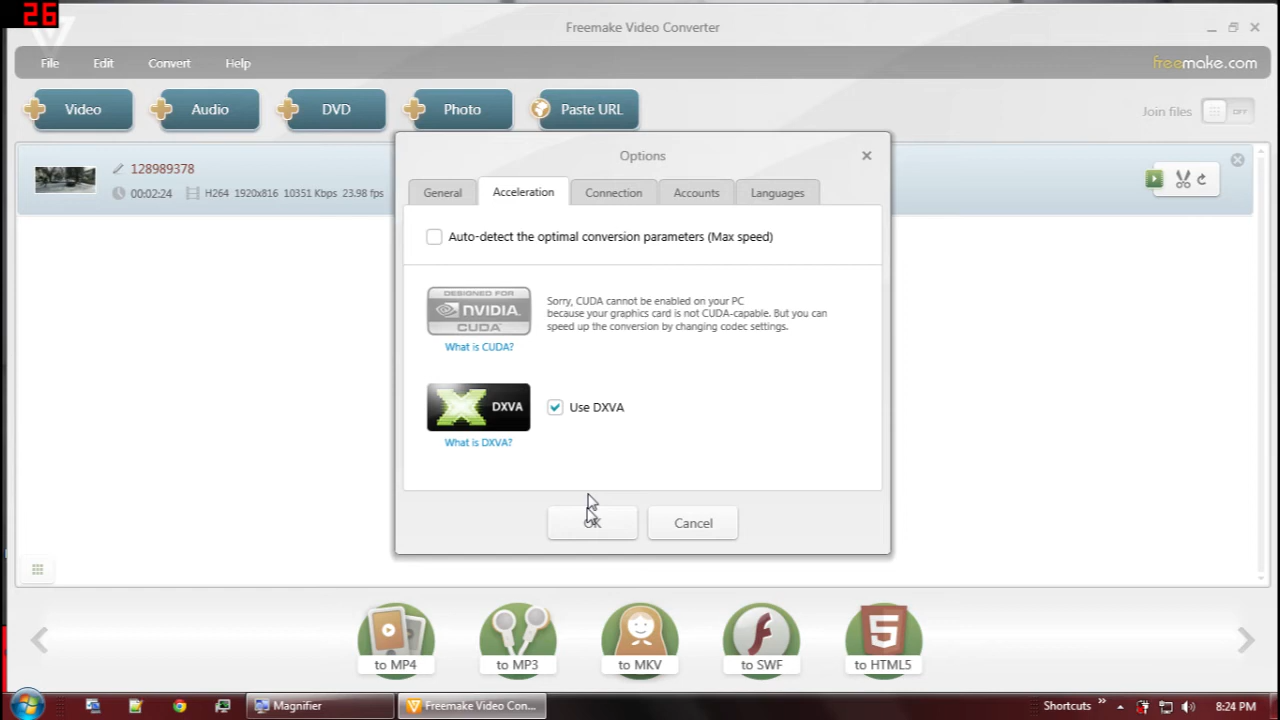 26
Freemake Video Converter
File Edit Convert Help
freemake.com
Video Audio DVD Photo Paste URL
Join files OFF
128989378
00:02:24 H264 1920x816 10351 Kbps 23.98 fps
Options
General Acceleration Connection Accounts Languages
Auto-detect the optimal conversion parameters (Max speed)
DESIGNED FOR
NVIDIA.
CUDA
What is CUDA?
Sorry, CUDA cannot be enabled on your PC
because your graphics card is not CUDA-capable. But you can
speed up the conversion by changing codec settings.
DXVA
Use DXVA
What is DXVA?
OK Cancel
to MP4 to MP3 to MKV to SWF to HTML5
Magnifier Freemake Video Con... Shortcuts 8:24 PM